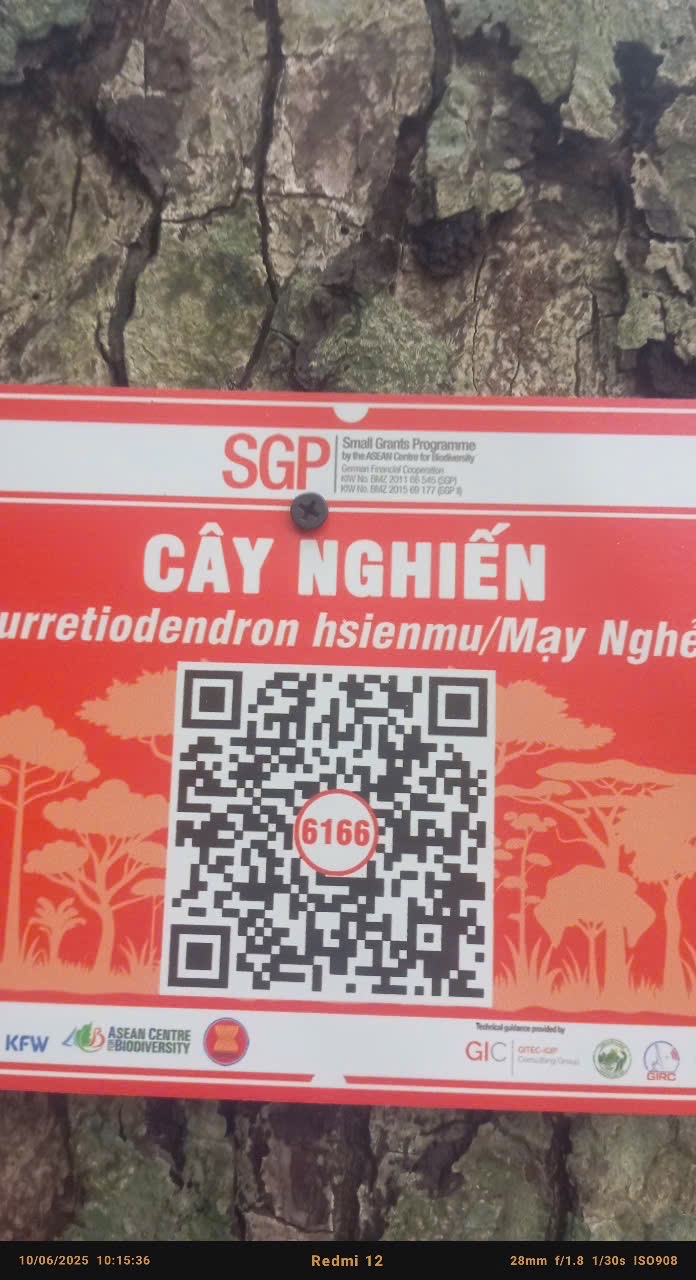 SGP
Small Grants Programme
by the ASEAN Centre for Biodiversity
German Financial Cooperation
KfW No. BMZ 2011 66 545 (SGP)
KfW No. BMZ 2015 69 177 (SGP II)
CÂY NGHIẾN
urretiodendron hsienmu/Mạy Nghẻ
6166
KFW
ASEAN CENTRE
FOR BIODIVERSITY
Technical guidance provided by
GIC
GITEC-IGIP
Consulting Group
GIRC
10/06/2025 10:15:36
Redmi 12
28mm f/1.8 1/30s ISO908